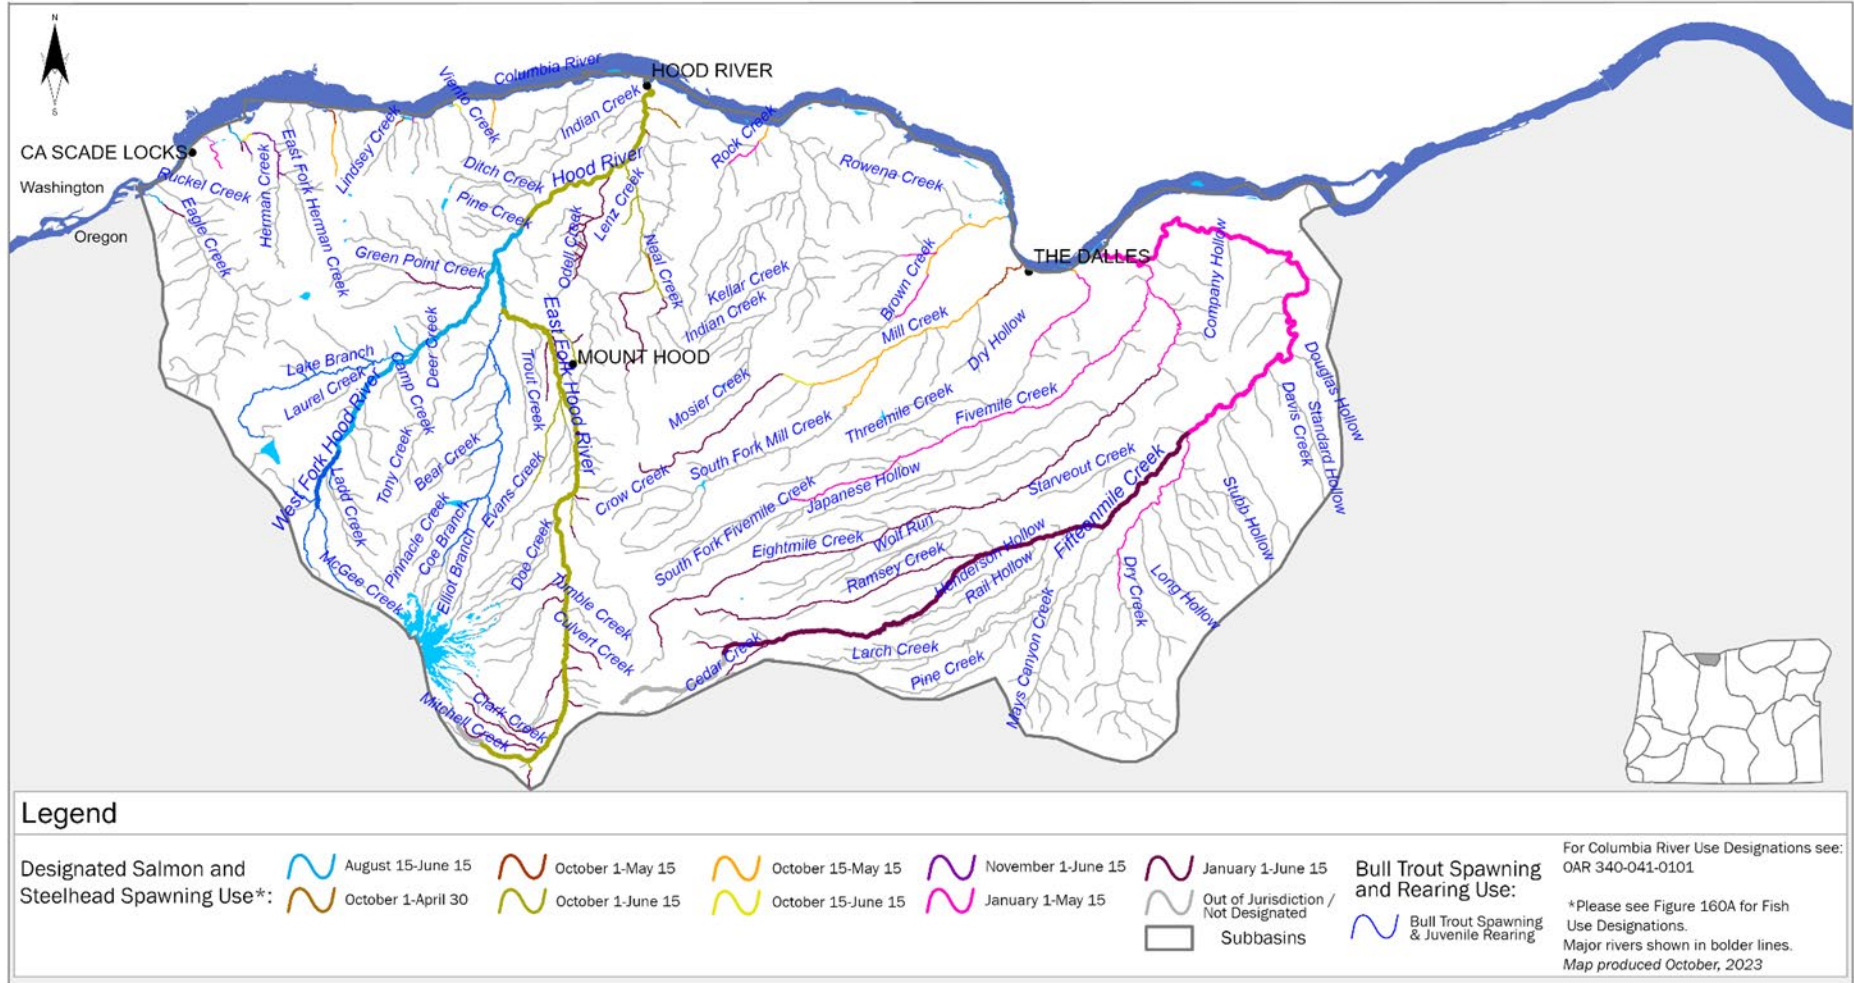 N
S
Columbia River
HOOD RIVER
Viento Creek
Indian Creek
CA SCADE LOCKS
Washington
Oregon
Ruckel Creek
Eagle Creek
Herman Creek
East Fork Herman Creek
Lindsey Creek
Ditch Creek
Hood River
Pine Creek
Lenz Creek
Odell Creek
Neal Creek
Rock Creek
Rowena Creek
Green Point Creek
Kellar Creek
Indian Creek
Brown Creek
THE DALLES
Company Hollow
Mill Creek
Dry Hollow
Deer Creek
Lake Branch
Laurel Creek
Camp Creek
East Fork Hood River
Trout Creek
MOUNT HOOD
Mosier Creek
South Fork Mill Creek
Threemile Creek
Fivemile Creek
Douglas Hollow
Davis Creek
Standard Hollow
West Fork Hood River
Ladd Creek
Tony Creek
Bear Creek
Evans Creek
Crow Creek
Japanese Hollow
South Fork Fivemile Creek
Starveout Creek
Fifteenmile Creek
Stubb Hollow
McGee Creek
Pinnacle Creek
Coe Branch
Elliot Branch
Doe Creek
Eightmile Creek
Wolf Run
Ramsey Creek
Henderson Hollow
Rail Hollow
Dry Creek
Long Hollow
Tumble Creek
Culvert Creek
Cedar Creek
Larch Creek
Pine Creek
Mays Canyon Creek
Clark Creek
Mitchell Creek
Legend
Designated Salmon and
Steelhead Spawning Use*:
August 15-June 15
October 1-April 30
October 1-May 15
October 1-June 15
October 15-May 15
October 15-June 15
November 1-June 15
January 1-May 15
January 1-June 15
Out of Jurisdiction /
Not Designated
Subbasins
Bull Trout Spawning
and Rearing Use:
Bull Trout Spawning
& Juvenile Rearing
For Columbia River Use Designations see:
OAR 340-041-0101
*Please see Figure 160A for Fish
Use Designations.
Major rivers shown in bolder lines.
Map produced October, 2023